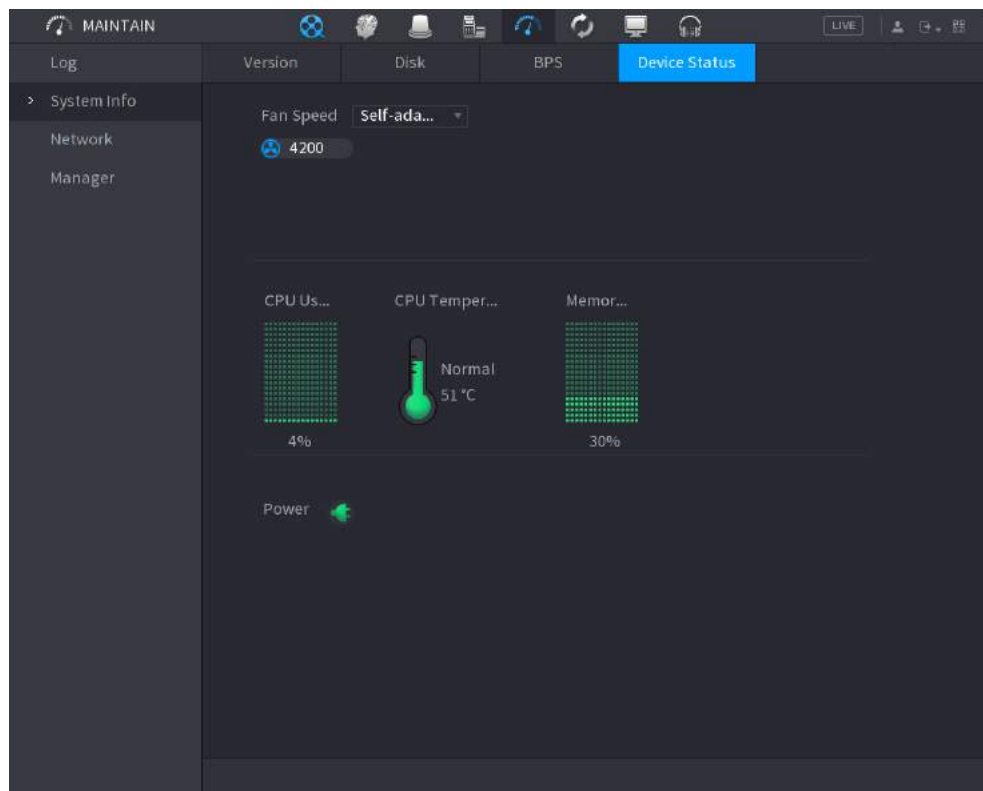 MAINTAIN
LIVE
Log
Version Disk BPS Device Status
> System Info
Network
Manager
Fan Speed Self-ada...
4200
CPU Us... CPU Temper... Memor...
Normal
51 °C
4% 30%
Power